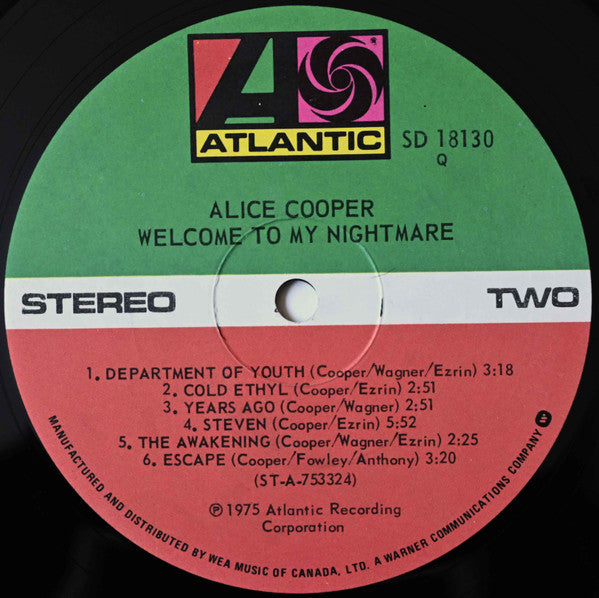 ATLANTIC
SD 18130
Q
ALICE COOPER
WELCOME TO MY NIGHTMARE
STEREO
TWO
1. DEPARTMENT OF YOUTH (Cooper/Wagner/Ezrin) 3:18
2. COLD ETHYL (Cooper/Ezrin) 2:51
3. YEARS AGO (Cooper/Wagner) 2:51
4. STEVEN (Cooper/Ezrin) 5:52
5. THE AWAKENING (Cooper/Wagner/Ezrin) 2:25
6. ESCAPE (Cooper/Fowley/Anthony) 3:20
(ST-A-753324)
℗ 1975 Atlantic Recording
Corporation
MANUFACTURED AND DISTRIBUTED BY WEA MUSIC OF CANADA, LTD. A WARNER COMMUNICATIONS COMPANY